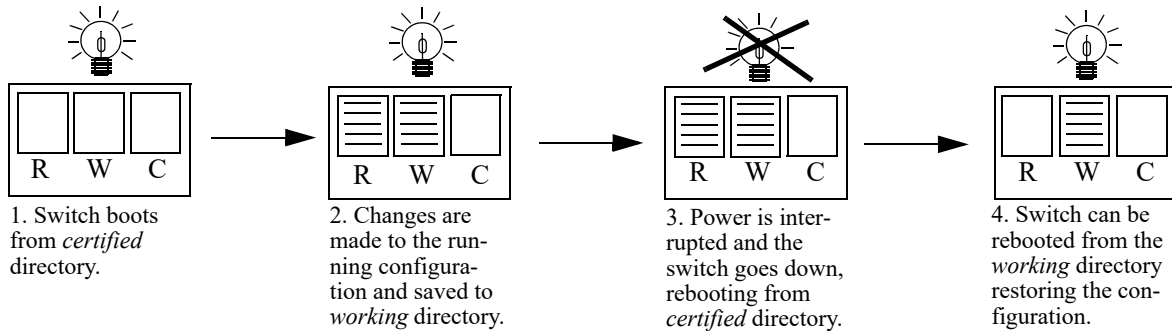 R W C
1. Switch boots
from certified
directory.
R W C
2. Changes are
made to the run-
ning configura-
tion and saved to
working directory.
R W C
3. Power is inter-
rupted and the
switch goes down,
rebooting from
certified directory.
R W C
4. Switch can be
rebooted from the
working directory
restoring the con-
figuration.